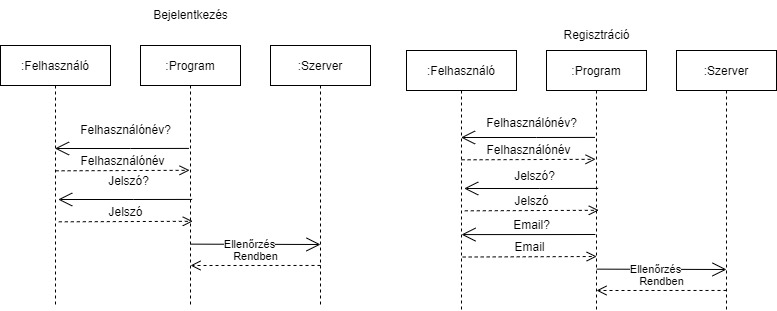 Bejelentkezés
:Felhasználó
:Program
:Szerver
Felhasználónév?
Felhasználónév
Jelszó?
Jelszó
Ellenőrzés
Rendben
Regisztráció
:Felhasználó
:Program
:Szerver
Felhasználónév?
Felhasználónév
Jelszó?
Jelszó
Email?
Email
Ellenőrzés
Rendben